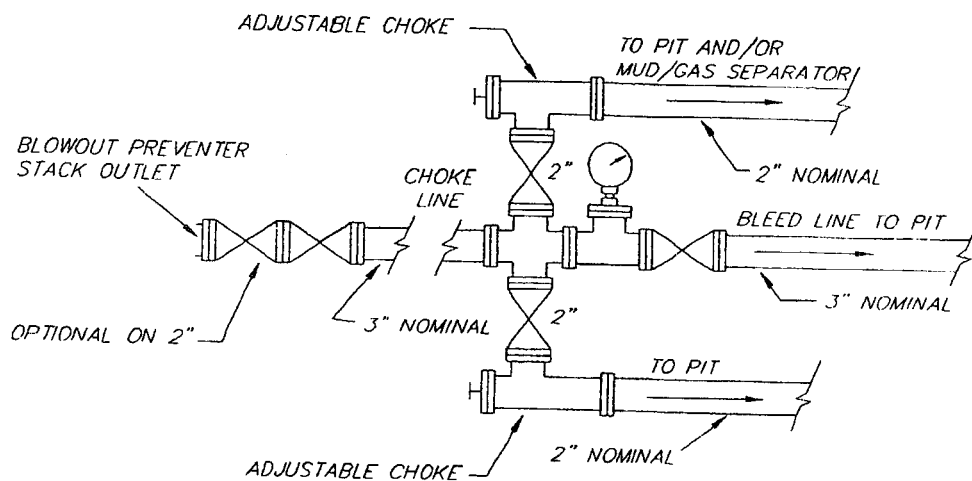 ADJUSTABLE CHOKE
TO PIT AND/OR
MUD/GAS SEPARATOR
BLOWOUT PREVENTER
STACK OUTLET
2"
2" NOMINAL
CHOKE
LINE
BLEED LINE TO PIT
OPTIONAL ON 2"
3" NOMINAL
2"
3" NOMINAL
TO PIT
2" NOMINAL
ADJUSTABLE CHOKE